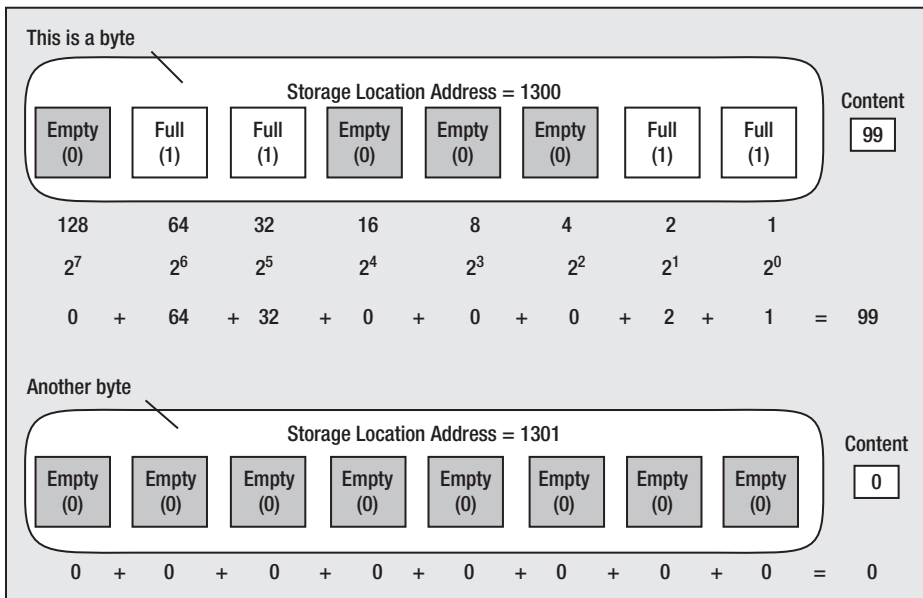 This is a byte
Storage Location Address = 1300
Content
Empty (0) Full (1) Full (1) Empty (0) Empty (0) Empty (0) Full (1) Full (1)
99
128 64 32 16 8 4 2 1
2⁷ 2⁶ 2⁵ 2⁴ 2³ 2² 2¹ 2⁰
0 + 64 + 32 + 0 + 0 + 0 + 2 + 1 = 99
Another byte
Storage Location Address = 1301
Content
Empty (0) Empty (0) Empty (0) Empty (0) Empty (0) Empty (0) Empty (0) Empty (0)
0
0 + 0 + 0 + 0 + 0 + 0 + 0 + 0 = 0